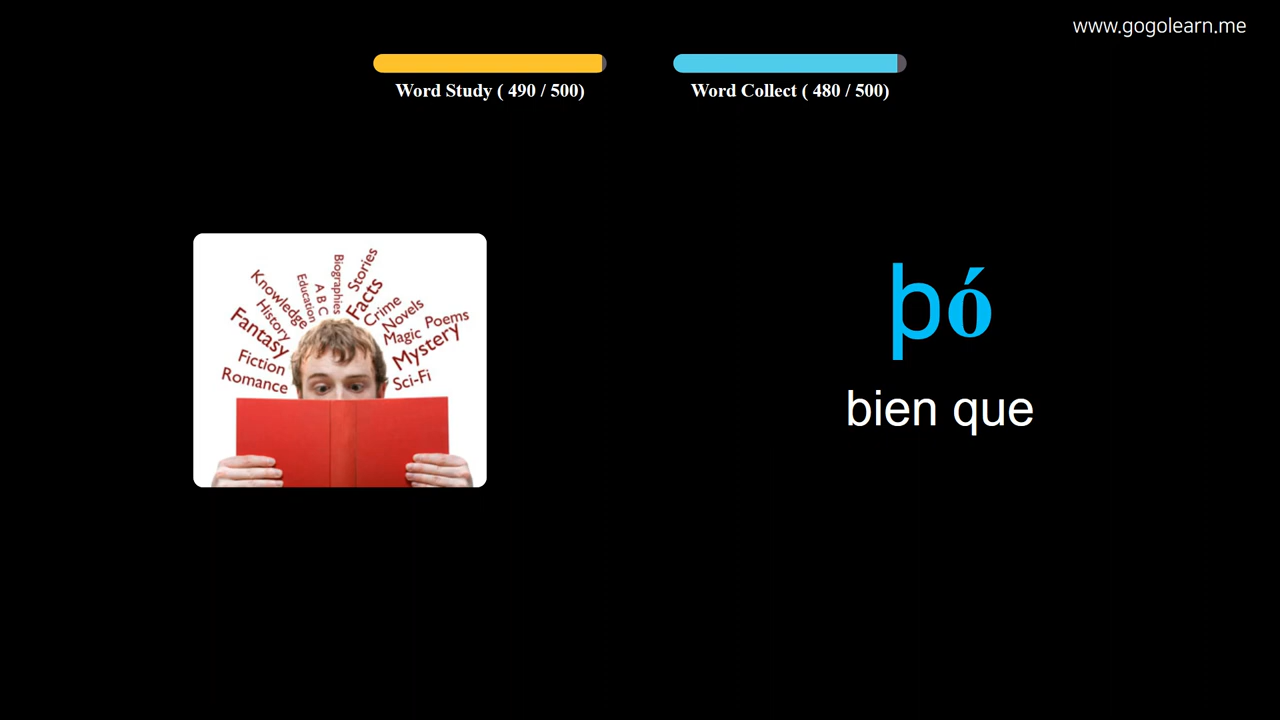 www.gogolearn.me
Word Study ( 490 / 500)
Word Collect ( 480 / 500)
Stories
Biographies
Facts
A B C
Education
Knowledge
Crime
History
Novels
Fantasy
Magic
Poems
Mystery
Fiction
Romance
Sci-Fi
þó
bien que